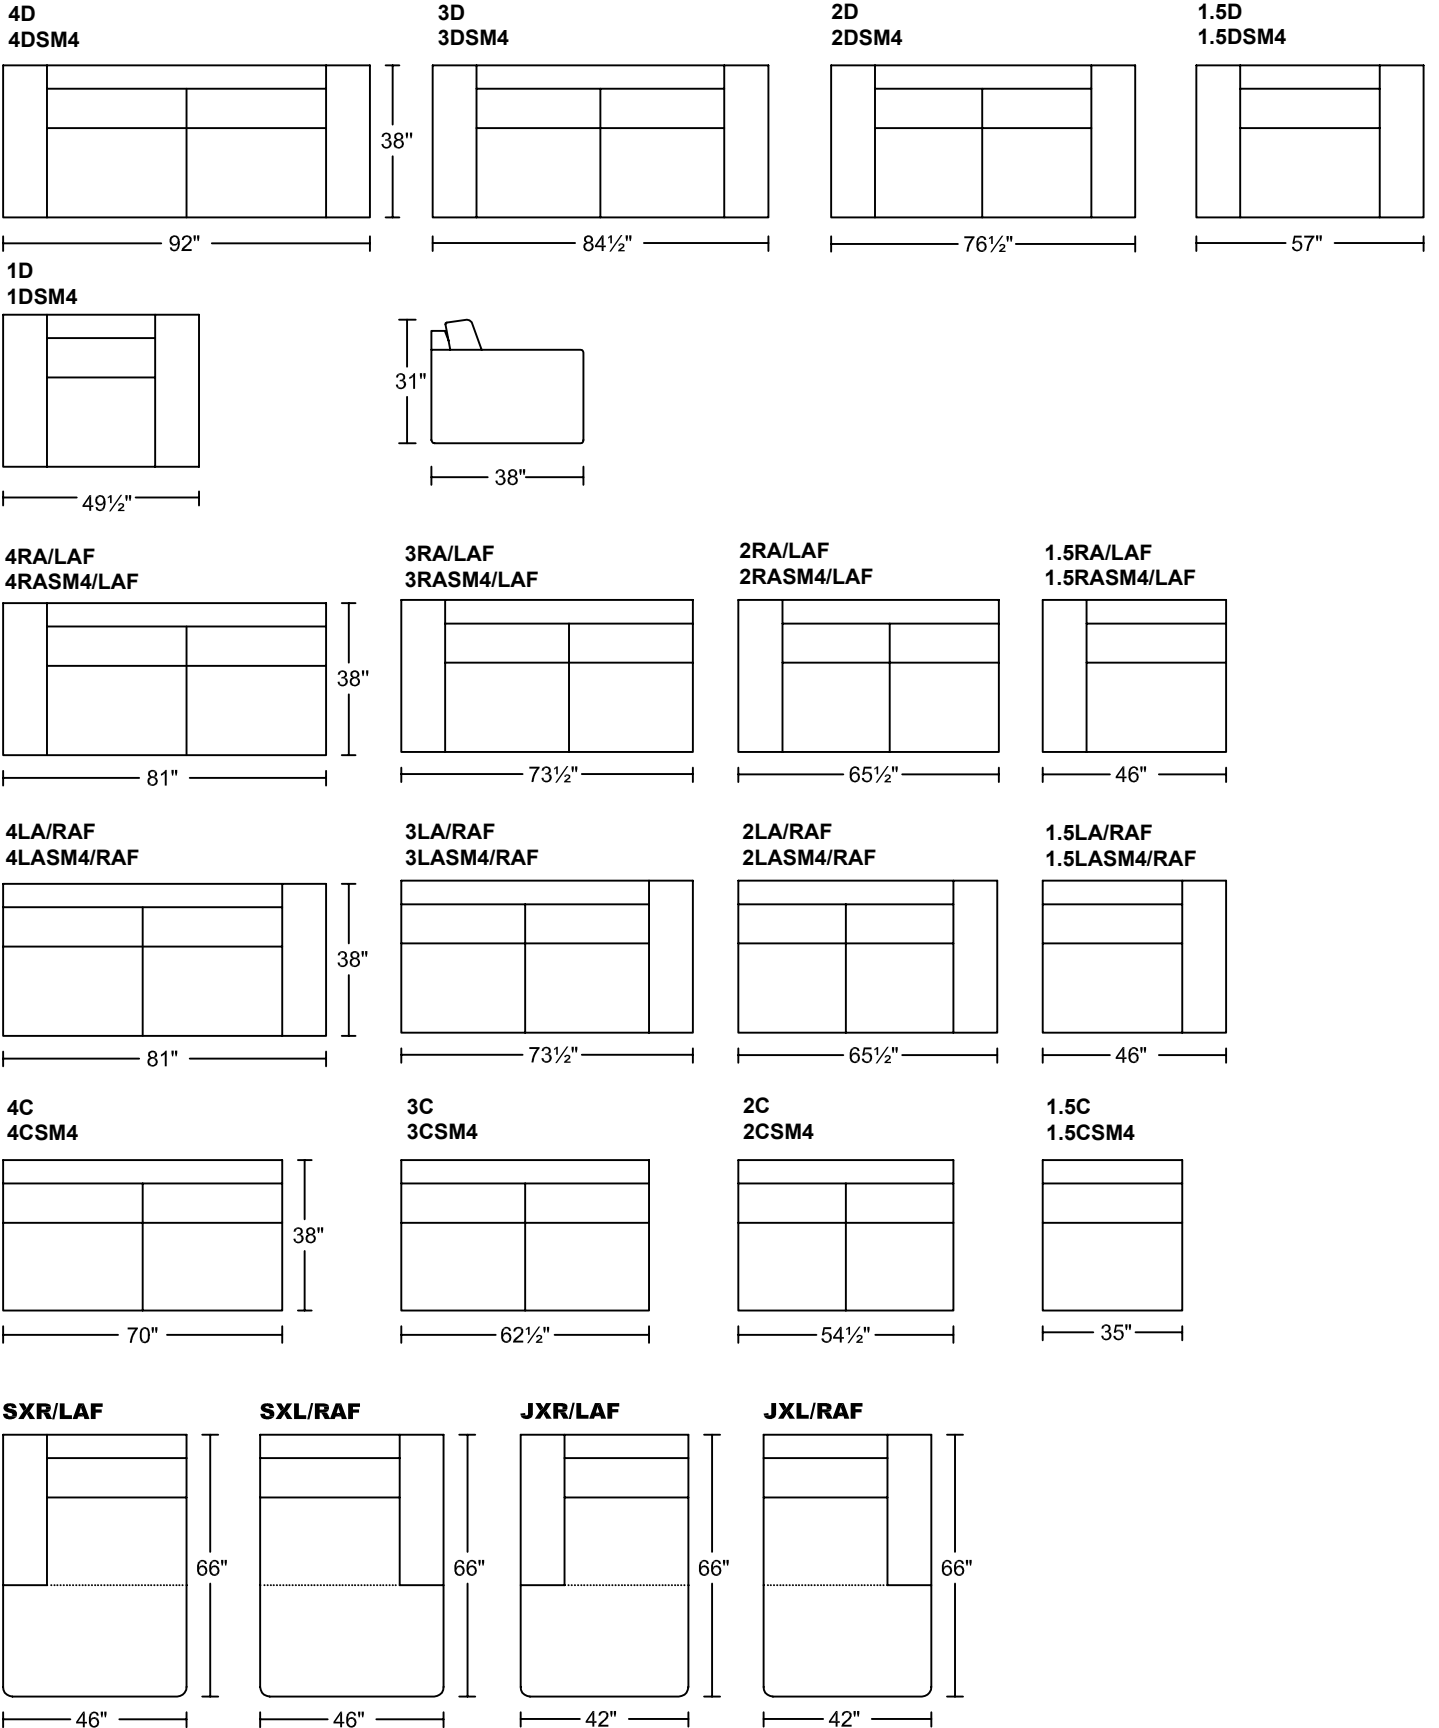 4D
4DSM4
3D
3DSM4
2D
2DSM4
1.5D
1.5DSM4
38"
92"
84½"
76½"
57"
1D
1DSM4
31"
49½"
38"
4RA/LAF
4RASM4/LAF
3RA/LAF
3RASM4/LAF
2RA/LAF
2RASM4/LAF
1.5RA/LAF
1.5RASM4/LAF
38"
81"
73½"
65½"
46"
4LA/RAF
4LASM4/RAF
3LA/RAF
3LASM4/RAF
2LA/RAF
2LASM4/RAF
1.5LA/RAF
1.5LASM4/RAF
38"
81"
73½"
65½"
46"
4C
4CSM4
3C
3CSM4
2C
2CSM4
1.5C
1.5CSM4
38"
70"
62½"
54½"
35"
SXR/LAF
SXL/RAF
JXR/LAF
JXL/RAF
66"
66"
66"
66"
46"
46"
42"
42"